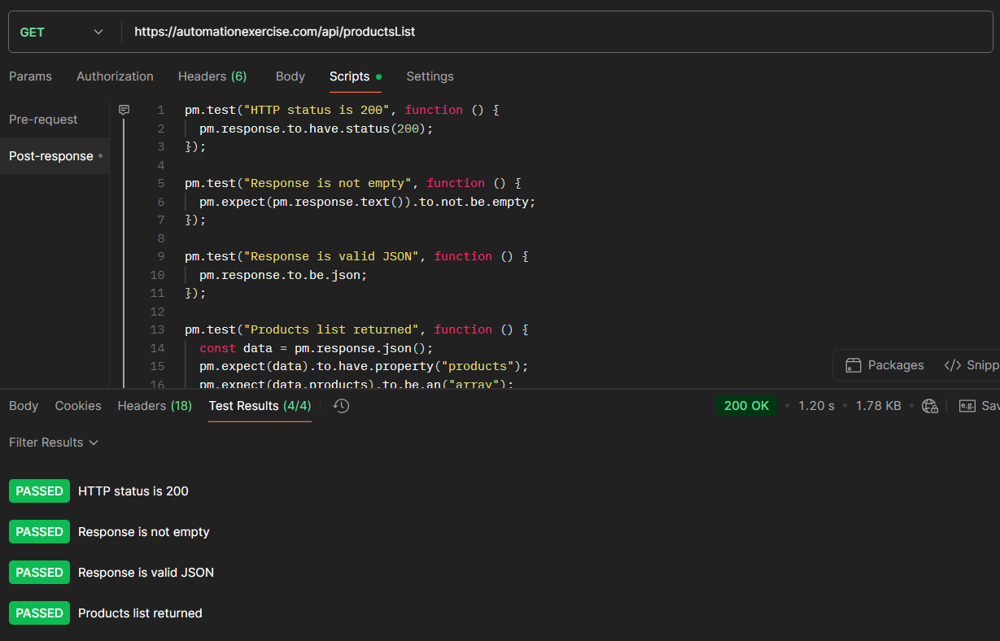 GET https://automationexercise.com/api/productsList
Params Authorization Headers (6) Body Scripts Settings
Pre-request
Post-response
1 pm.test("HTTP status is 200", function () {
2 pm.response.to.have.status(200);
3 });
4
5 pm.test("Response is not empty", function () {
6 pm.expect(pm.response.text()).to.not.be.empty;
7 });
8
9 pm.test("Response is valid JSON", function () {
10 pm.response.to.be.json;
11 });
12
13 pm.test("Products list returned", function () {
14 const data = pm.response.json();
15 pm.expect(data).to.have.property("products");
16 pm.expect(data.products).to.be.an("array");
Packages </> Snipp
Body Cookies Headers (18) Test Results (4/4) 200 OK • 1.20 s • 1.78 KB • e.g. Sav
Filter Results
PASSED HTTP status is 200
PASSED Response is not empty
PASSED Response is valid JSON
PASSED Products list returned